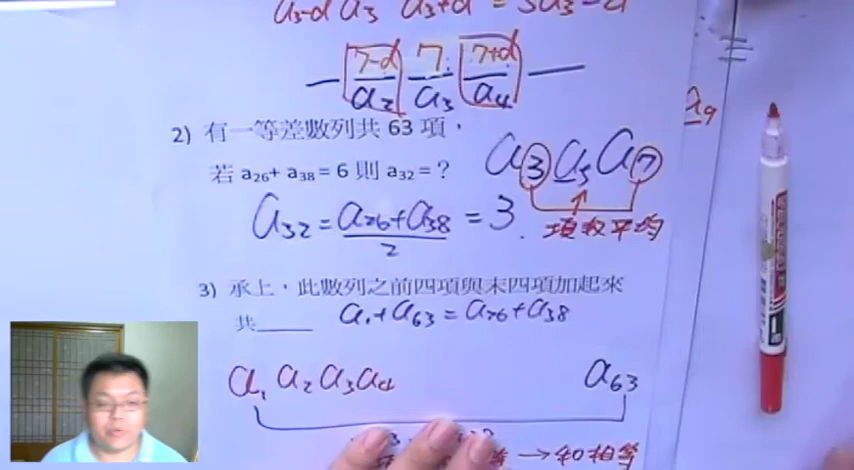 a₃-d a₃ a₃+d = 3a₃-d
7-d 7 7+d
a₂ a₃ a₄
a₉
2) 有一等差數列共 63 項，
若 a₂₆+ a₃₈ = 6 則 a₃₂ = ?
a₃ a₅ a₇
項數平均
a₃₂ = (a₂₆+a₃₈)/2 = 3.
3) 承上，此數列之前四項與末四項加起來
共______
a₁+a₆₃=a₂₆+a₃₈
a₁ a₂ a₃ a₄ a₆₃
→和相等